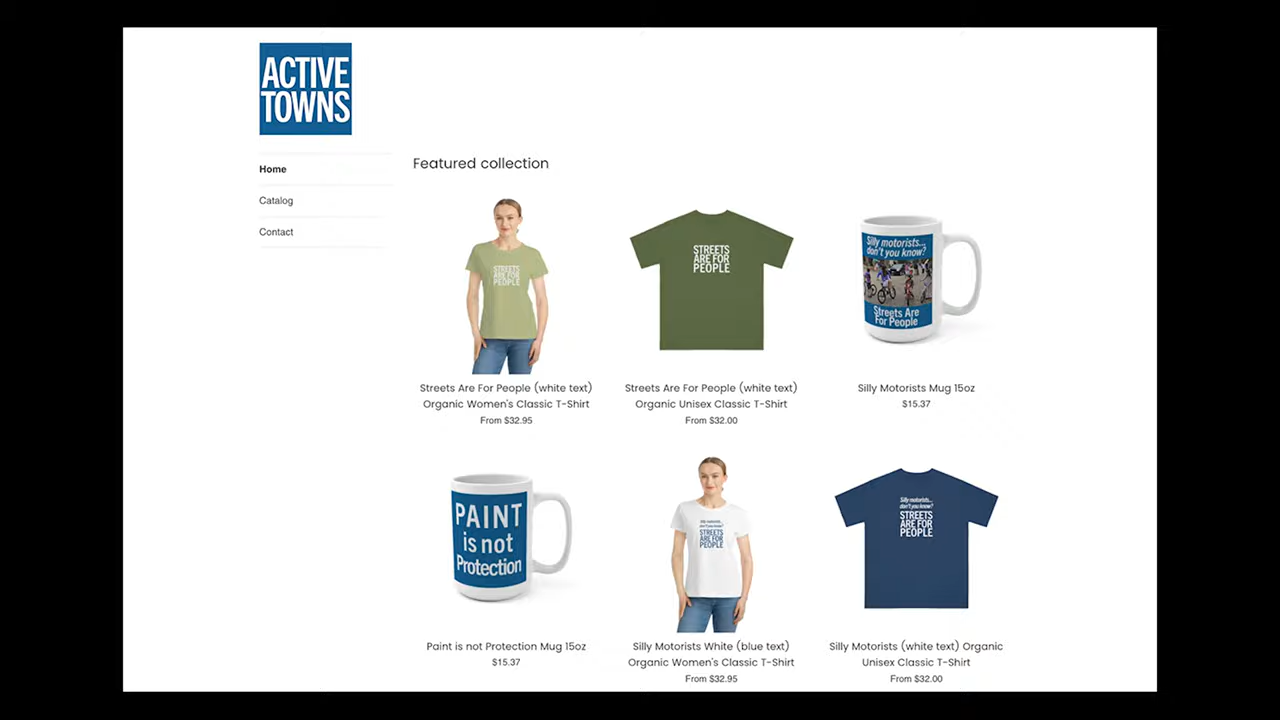 ACTIVE
TOWNS
Home
Catalog
Contact
Featured collection
STREETS
ARE FOR
PEOPLE
Streets Are For People (white text)
Organic Women's Classic T-Shirt
From $32.95
STREETS
ARE FOR
PEOPLE
Streets Are For People (white text)
Organic Unisex Classic T-Shirt
From $32.00
Silly motorists...
don't you know?
Streets Are
For People
Silly Motorists Mug 15oz
$15.37
PAINT
is not
Protection
Paint is not Protection Mug 15oz
$15.37
Silly motorists...
don't you know?
STREETS
ARE FOR
PEOPLE
Silly Motorists White (blue text)
Organic Women's Classic T-Shirt
From $32.95
Silly motorists...
don't you know?
STREETS
ARE FOR
PEOPLE
Silly Motorists (white text) Organic
Unisex Classic T-Shirt
From $32.00